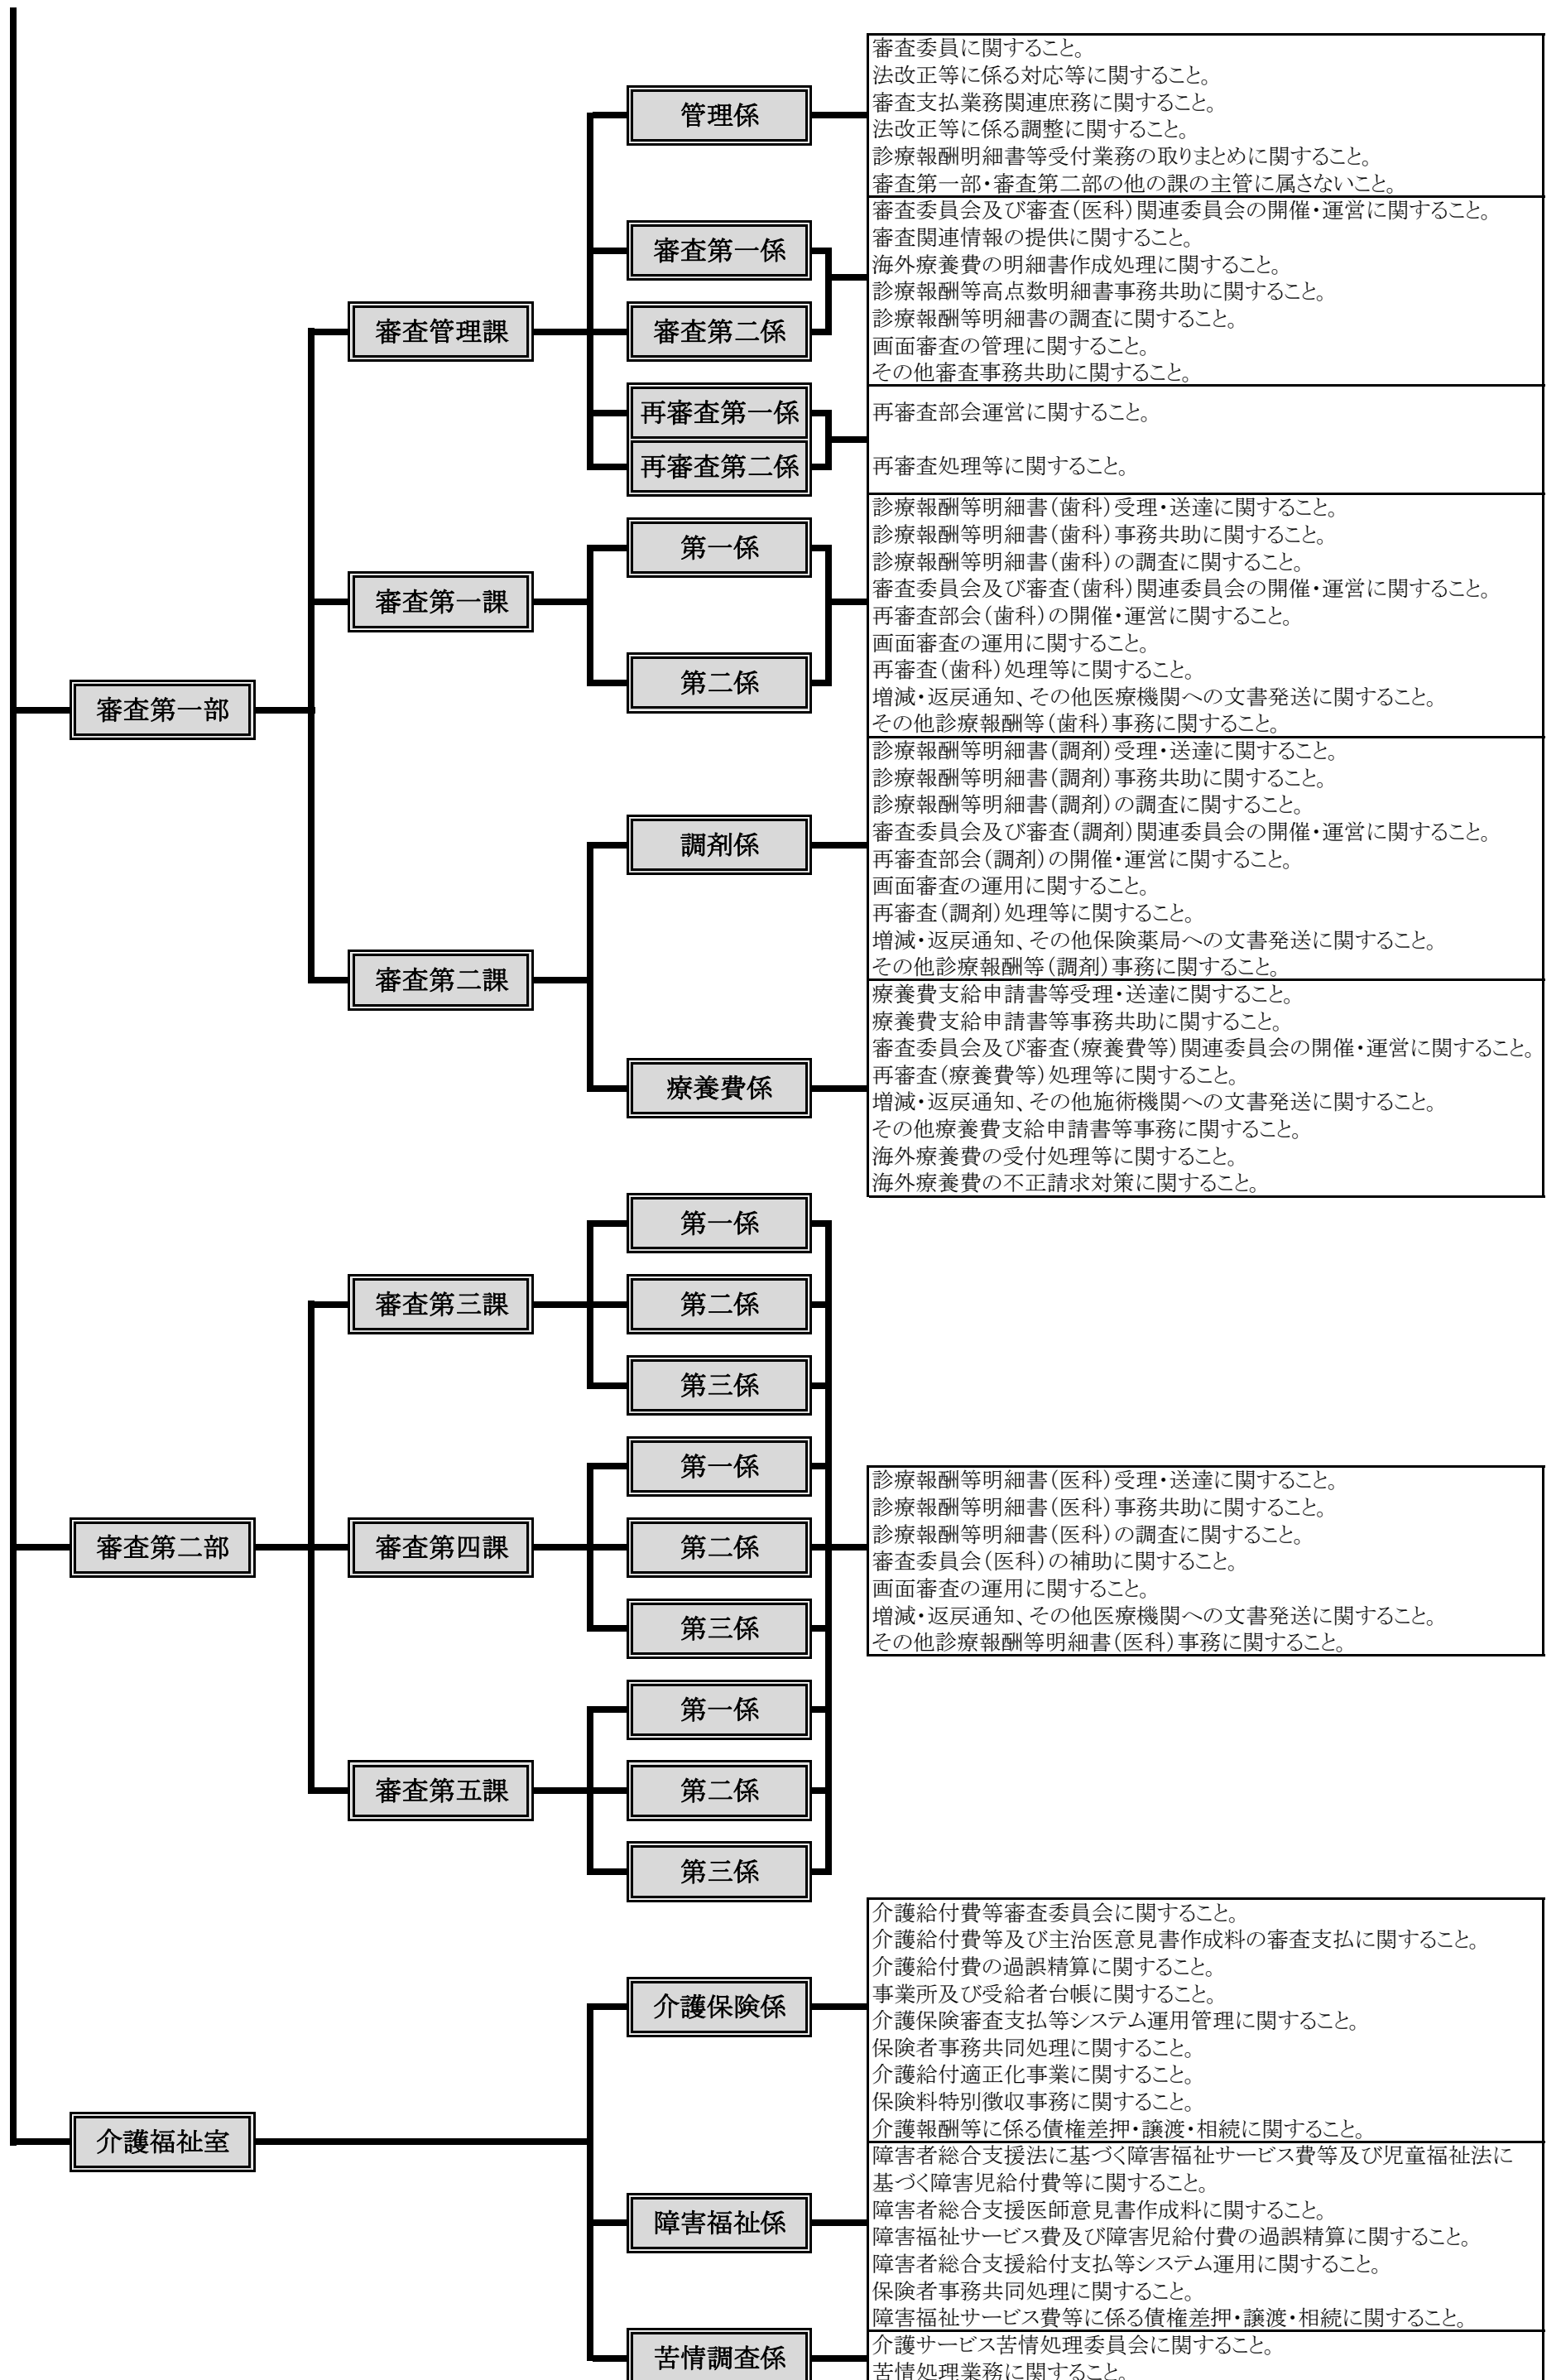 審査第一部
審査管理課
管理係
審査委員に関すること。
法改正等に係る対応等に関すること。
審査支払業務関連庶務に関すること。
法改正等に係る調整に関すること。
診療報酬明細書等受付業務の取りまとめに関すること。
審査第一部・審査第二部の他の課の主管に属さないこと。
審査第一係
審査第二係
審査委員会及び審査(医科)関連委員会の開催・運営に関すること。
審査関連情報の提供に関すること。
海外療養費の明細書作成処理に関すること。
診療報酬等高点数明細書事務共助に関すること。
診療報酬等明細書の調査に関すること。
画面審査の管理に関すること。
その他審査事務共助に関すること。
再審査第一係
再審査第二係
再審査部会運営に関すること。
再審査処理等に関すること。
審査第一課
第一係
第二係
診療報酬等明細書(歯科)受理・送達に関すること。
診療報酬等明細書(歯科)事務共助に関すること。
診療報酬等明細書(歯科)の調査に関すること。
審査委員会及び審査(歯科)関連委員会の開催・運営に関すること。
再審査部会(歯科)の開催・運営に関すること。
画面審査の運用に関すること。
再審査(歯科)処理等に関すること。
増減・返戻通知、その他医療機関への文書発送に関すること。
その他診療報酬等(歯科)事務に関すること。
審査第二課
調剤係
診療報酬等明細書(調剤)受理・送達に関すること。
診療報酬等明細書(調剤)事務共助に関すること。
診療報酬等明細書(調剤)の調査に関すること。
審査委員会及び審査(調剤)関連委員会の開催・運営に関すること。
再審査部会(調剤)の開催・運営に関すること。
画面審査の運用に関すること。
再審査(調剤)処理等に関すること。
増減・返戻通知、その他保険薬局への文書発送に関すること。
その他診療報酬等(調剤)事務に関すること。
療養費係
療養費支給申請書等受理・送達に関すること。
療養費支給申請書等事務共助に関すること。
審査委員会及び審査(療養費等)関連委員会の開催・運営に関すること。
再審査(療養費等)処理等に関すること。
増減・返戻通知、その他施術機関への文書発送に関すること。
その他療養費支給申請書等事務に関すること。
海外療養費の受付処理等に関すること。
海外療養費の不正請求対策に関すること。
審査第二部
審査第三課
第一係
第二係
第三係
審査第四課
第一係
第二係
第三係
審査第五課
第一係
第二係
第三係
診療報酬等明細書(医科)受理・送達に関すること。
診療報酬等明細書(医科)事務共助に関すること。
診療報酬等明細書(医科)の調査に関すること。
審査委員会(医科)の補助に関すること。
画面審査の運用に関すること。
増減・返戻通知、その他医療機関への文書発送に関すること。
その他診療報酬等明細書(医科)事務に関すること。
介護福祉室
介護保険係
介護給付費等審査委員会に関すること。
介護給付費等及び主治医意見書作成料の審査支払に関すること。
介護給付費の過誤精算に関すること。
事業所及び受給者台帳に関すること。
介護保険審査支払等システム運用管理に関すること。
保険者事務共同処理に関すること。
介護給付適正化事業に関すること。
保険料特別徴収事務に関すること。
介護報酬等に係る債権差押・譲渡・相続に関すること。
障害福祉係
障害者総合支援法に基づく障害福祉サービス費等及び児童福祉法に
基づく障害児給付費等に関すること。
障害者総合支援医師意見書作成料に関すること。
障害福祉サービス費及び障害児給付費の過誤精算に関すること。
障害者総合支援給付支払等システム運用に関すること。
保険者事務共同処理に関すること。
障害福祉サービス費等に係る債権差押・譲渡・相続に関すること。
苦情調査係
介護サービス苦情処理委員会に関すること。
苦情処理業務に関すること。